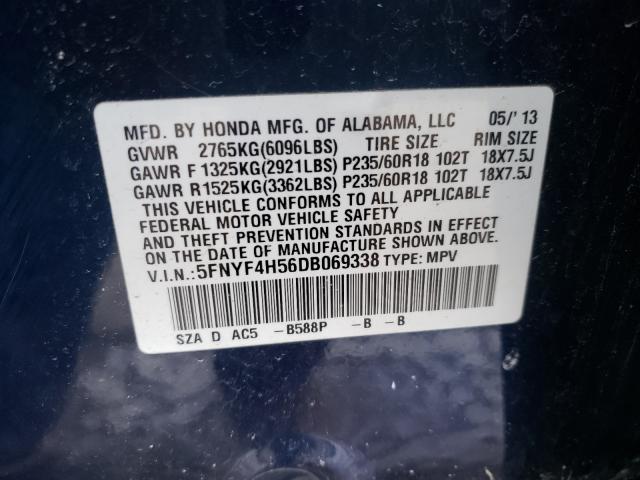 MFD. BY HONDA MFG. OF ALABAMA, LLC 05/'13
GVWR 2765KG(6096LBS) TIRE SIZE RIM SIZE
GAWR F 1325KG(2921LBS) P235/60R18 102T 18X7.5J
GAWR R 1525KG(3362LBS) P235/60R18 102T 18X7.5J
THIS VEHICLE CONFORMS TO ALL APPLICABLE
FEDERAL MOTOR VEHICLE SAFETY
AND THEFT PREVENTION STANDARDS IN EFFECT
ON THE DATE OF MANUFACTURE SHOWN ABOVE.
V.I.N.:5FNYF4H56DB069338 TYPE: MPV
SZA D AC5 -B588P -B -B